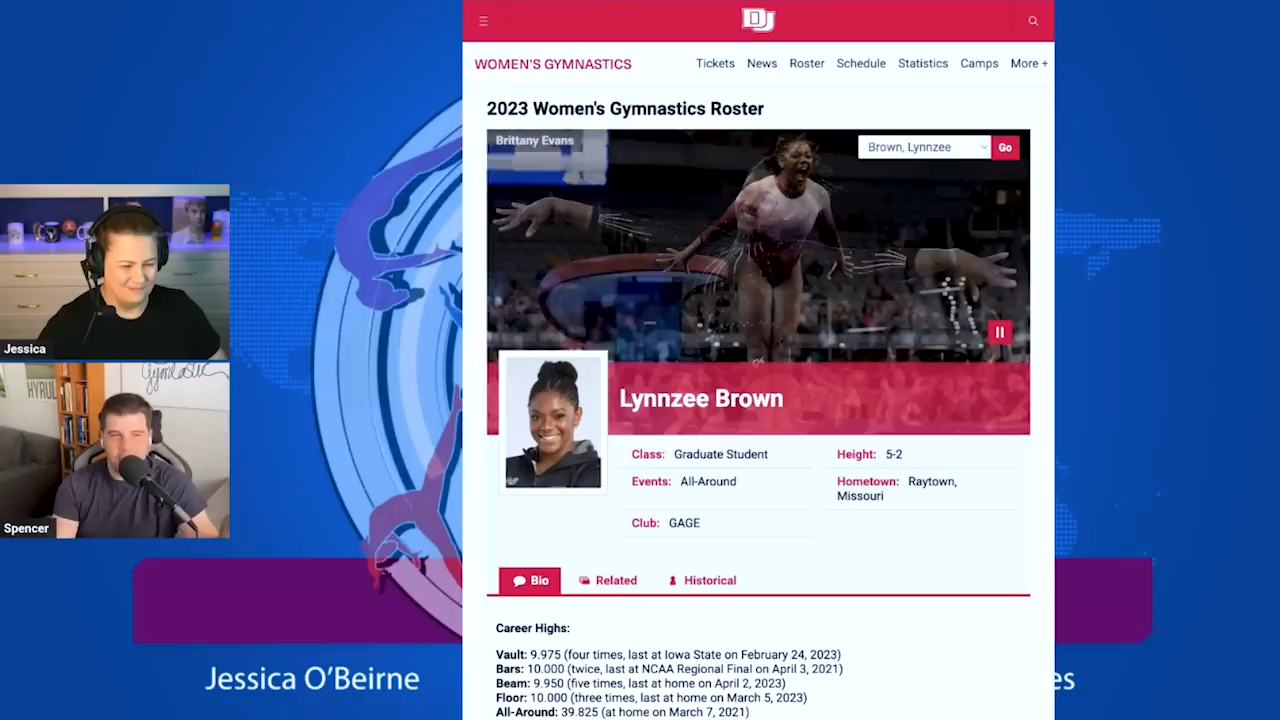 DU
WOMEN'S GYMNASTICS
Tickets News Roster Schedule Statistics Camps More +
2023 Women's Gymnastics Roster
Brittany Evans
Brown, Lynnzee
Go
Lynnzee Brown
Class: Graduate Student
Height: 5-2
Events: All-Around
Hometown: Raytown,
Missouri
Club: GAGE
Bio
Related
Historical
Career Highs:
Vault: 9.975 (four times, last at Iowa State on February 24, 2023)
Bars: 10.000 (twice, last at NCAA Regional Final on April 3, 2021)
Beam: 9.950 (five times, last at home on April 2, 2023)
Floor: 10.000 (three times, last at home on March 5, 2023)
All-Around: 39.825 (at home on March 7, 2021)
Jessica
HYRUL
Spencer
Jessica O'Beirne
es